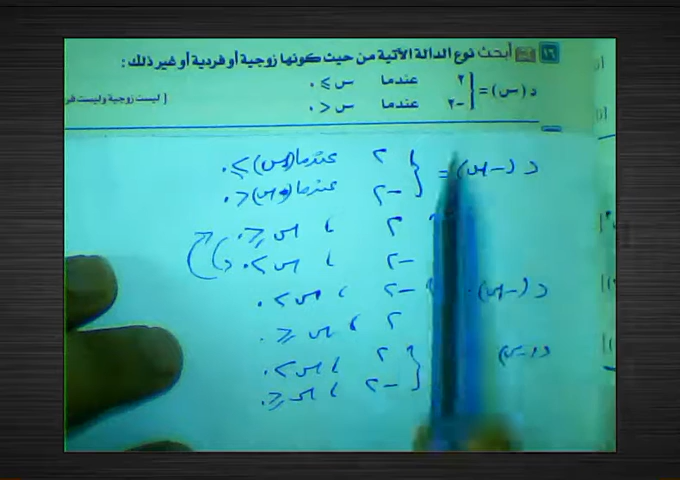 ١٦ أبحث نوع الدالة الآتية من حيث كونها زوجية أو فردية أو غير ذلك :
د (س) = { ٢ عندما س ⩾ ٠
-٢ عندما س < ٠
[ ليست زوجية وليست فر
د (-س) = { ٢ عندما (-س) ⩾ ٠
-٢ عندما (-س) < ٠
٢ ، س ⩽ ٠
-٢ ، س > ٠
د (-س) -٢ ، س > ٠
٢ ، س ⩽ ٠
٢ ، س > ٠
-٢ ، س ⩽ ٠